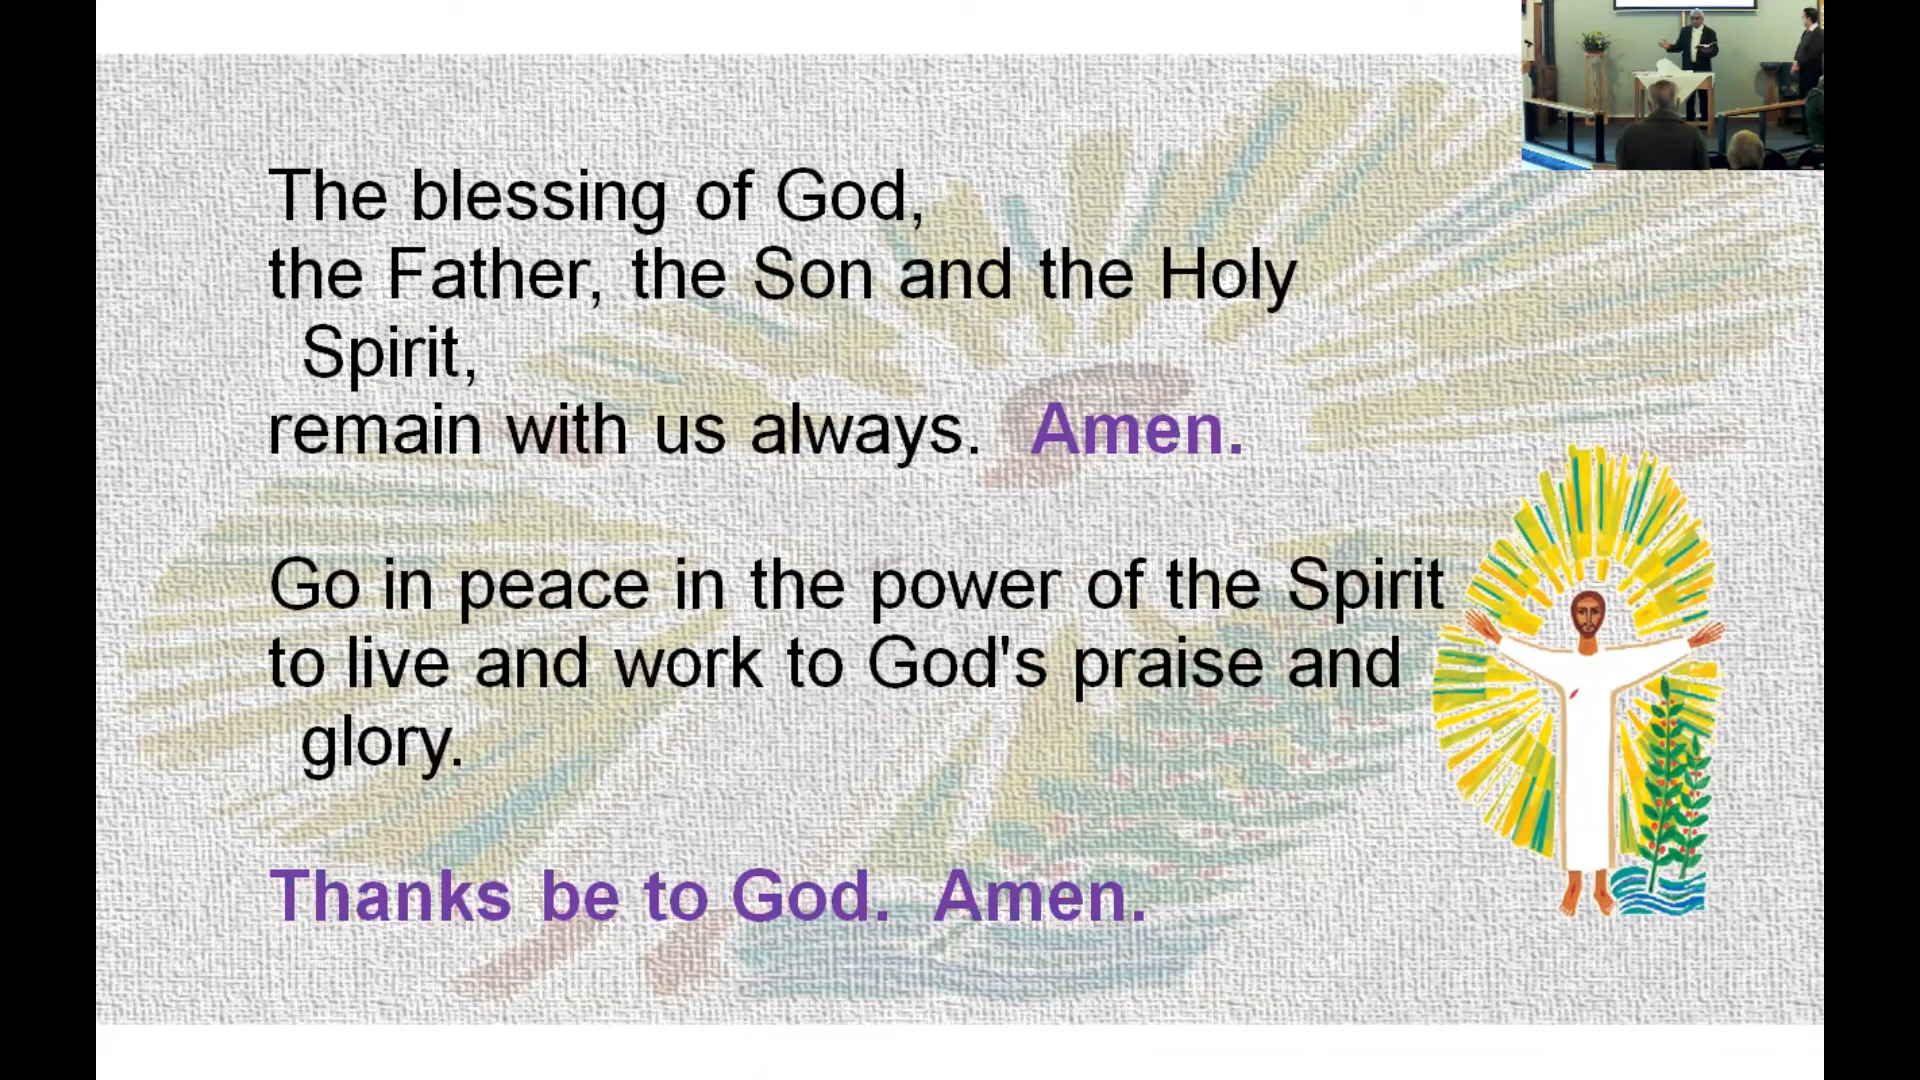 The blessing of God,
the Father, the Son and the Holy
Spirit,
remain with us always. Amen.
Go in peace in the power of the Spirit
to live and work to God's praise and
glory.
Thanks be to God. Amen.